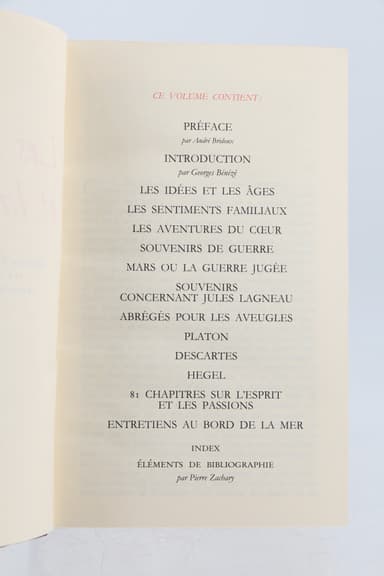 CE VOLUME CONTIENT :
PRÉFACE
par André Bridoux
INTRODUCTION
par Georges Bénézé
LES IDÉES ET LES ÂGES
LES SENTIMENTS FAMILIAUX
LES AVENTURES DU CŒUR
SOUVENIRS DE GUERRE
MARS OU LA GUERRE JUGÉE
SOUVENIRS
CONCERNANT JULES LAGNEAU
ABRÉGÉS POUR LES AVEUGLES
PLATON
DESCARTES
HEGEL
81 CHAPITRES SUR L'ESPRIT
ET LES PASSIONS
ENTRETIENS AU BORD DE LA MER
INDEX
ÉLÉMENTS DE BIBLIOGRAPHIE
par Pierre Zachary